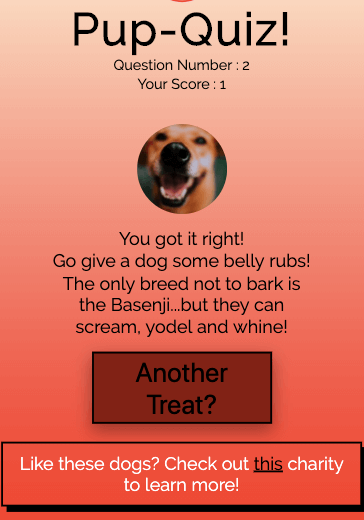 Pup-Quiz!
Question Number : 2
Your Score : 1
You got it right!
Go give a dog some belly rubs!
The only breed not to bark is
the Basenji...but they can
scream, yodel and whine!
Another
Treat?
Like these dogs? Check out this charity
to learn more!